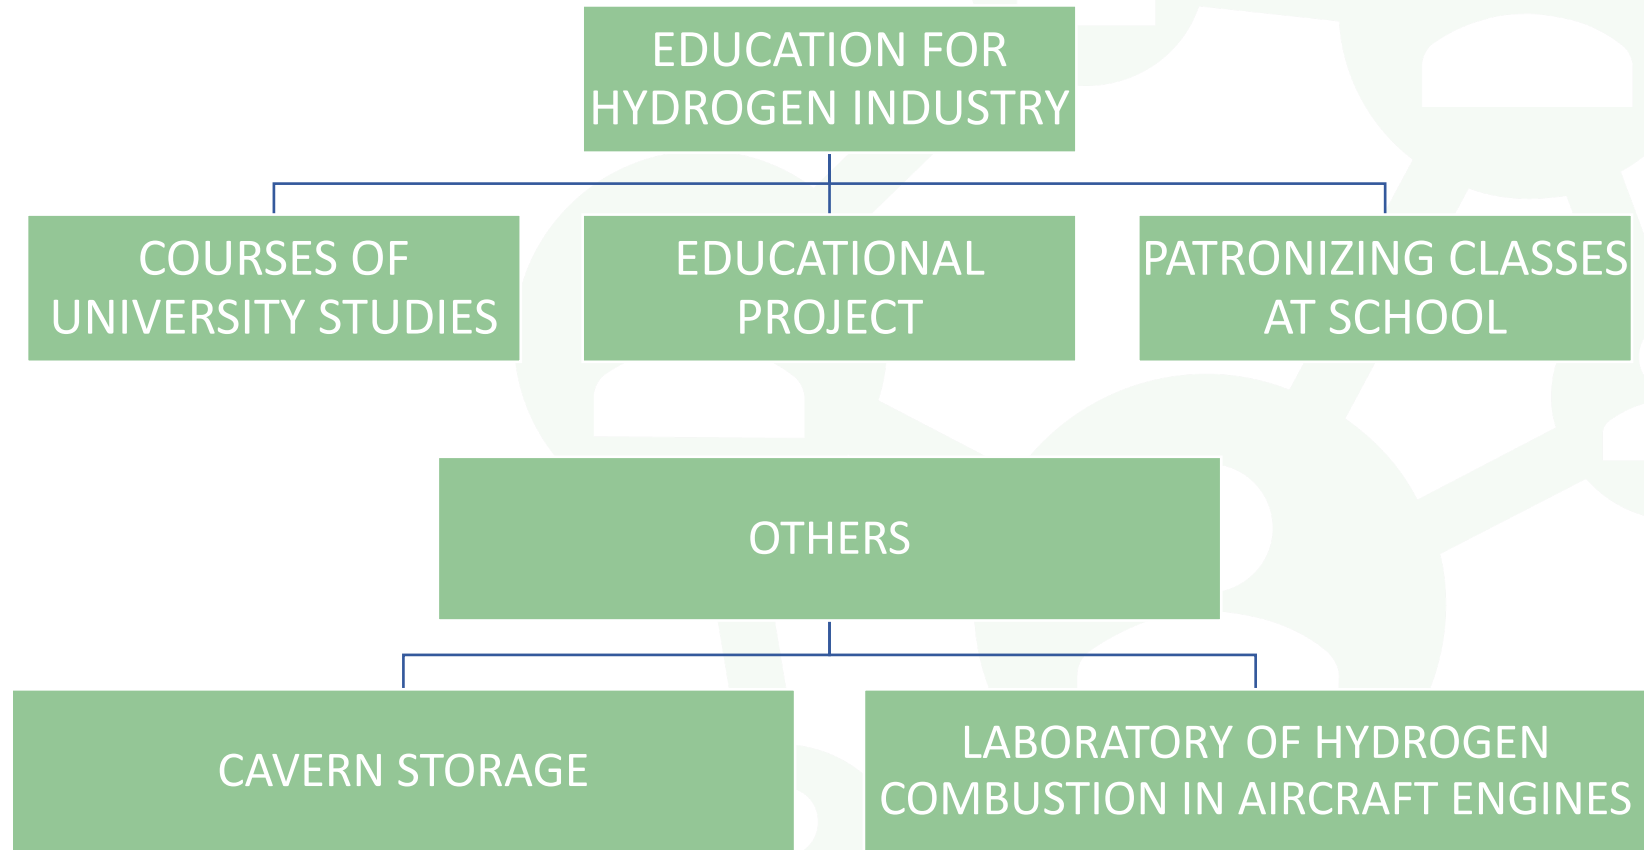 EDUCATION FOR
HYDROGEN INDUSTRY
COURSES OF
UNIVERSITY STUDIES
EDUCATIONAL
PROJECT
PATRONIZING CLASSES
AT SCHOOL
OTHERS
CAVERN STORAGE
LABORATORY OF HYDROGEN
COMBUSTION IN AIRCRAFT ENGINES